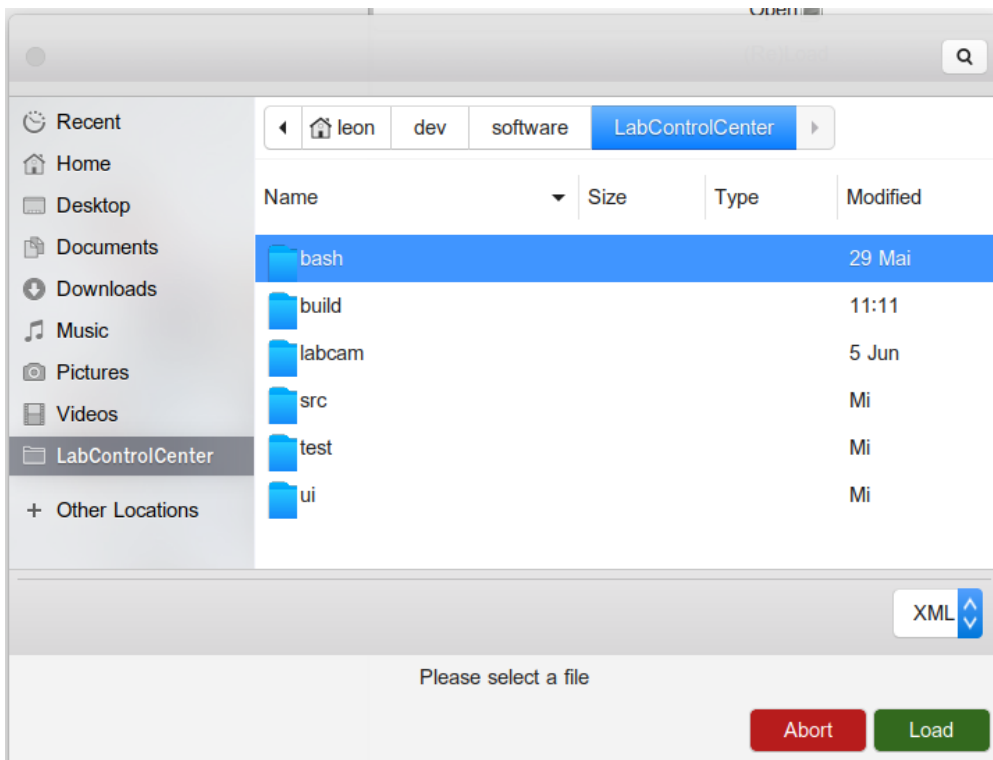 Open
Recent
Home
Desktop
Documents
Downloads
Music
Pictures
Videos
LabControlCenter
+ Other Locations
leon dev software LabControlCenter
Name Size Type Modified
bash 29 Mai
build 11:11
labcam 5 Jun
src Mi
test Mi
ui Mi
XML
Please select a file
Abort Load